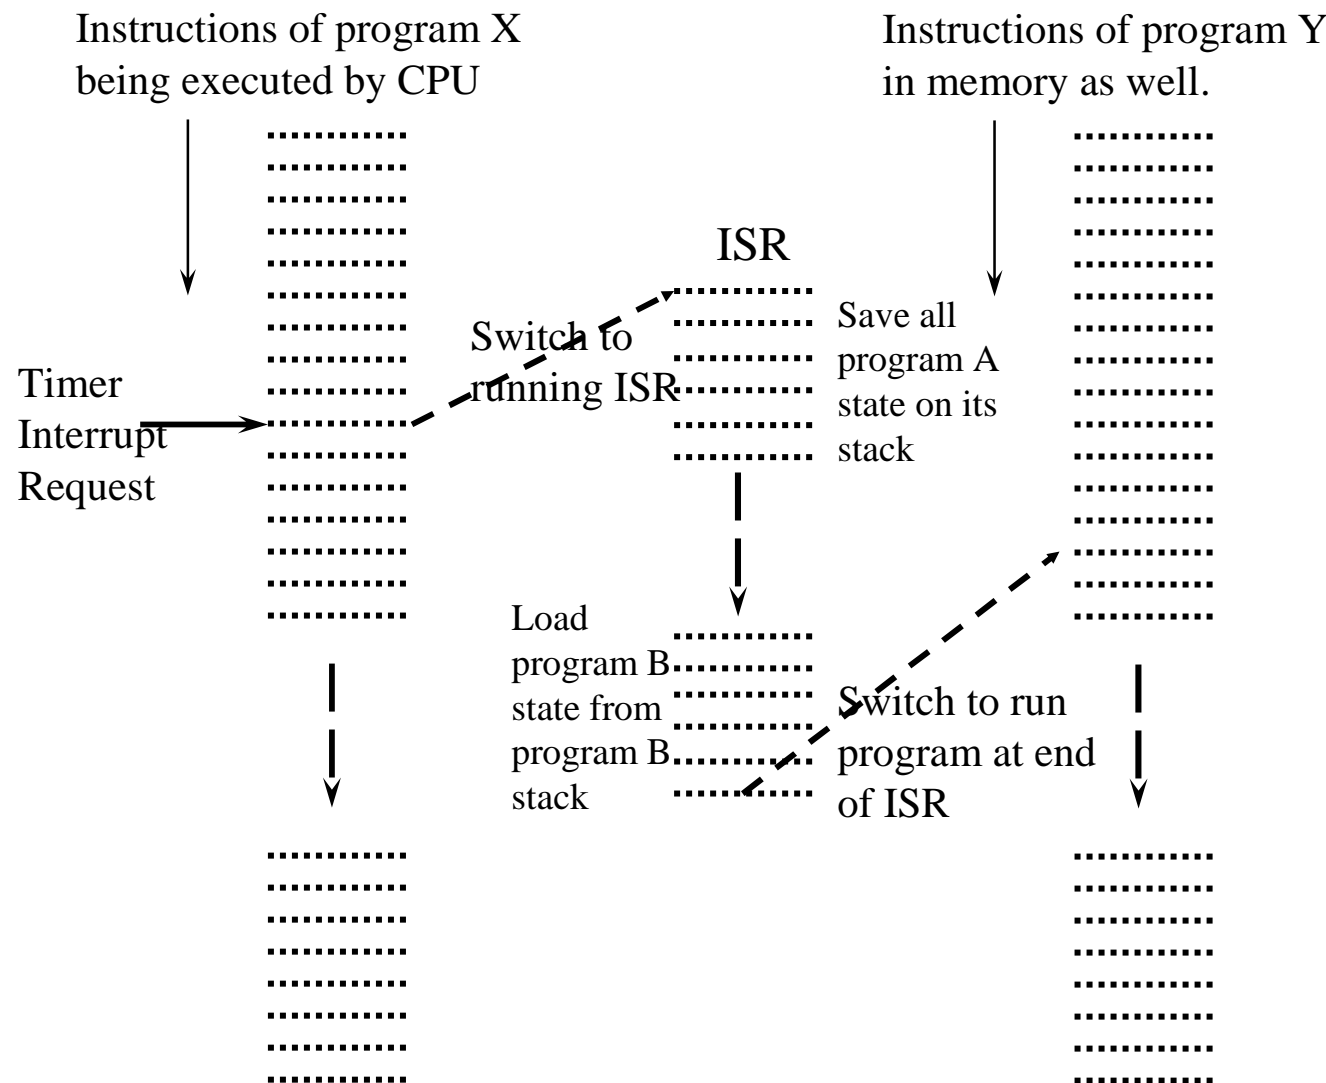 Instructions of program X
being executed by CPU
Instructions of program Y
in memory as well.
ISR
Switch to
running ISR
Save all
program A
state on its
stack
Timer
Interrupt
Request
Load
program B
state from
program B
stack
Switch to run
program at end
of ISR